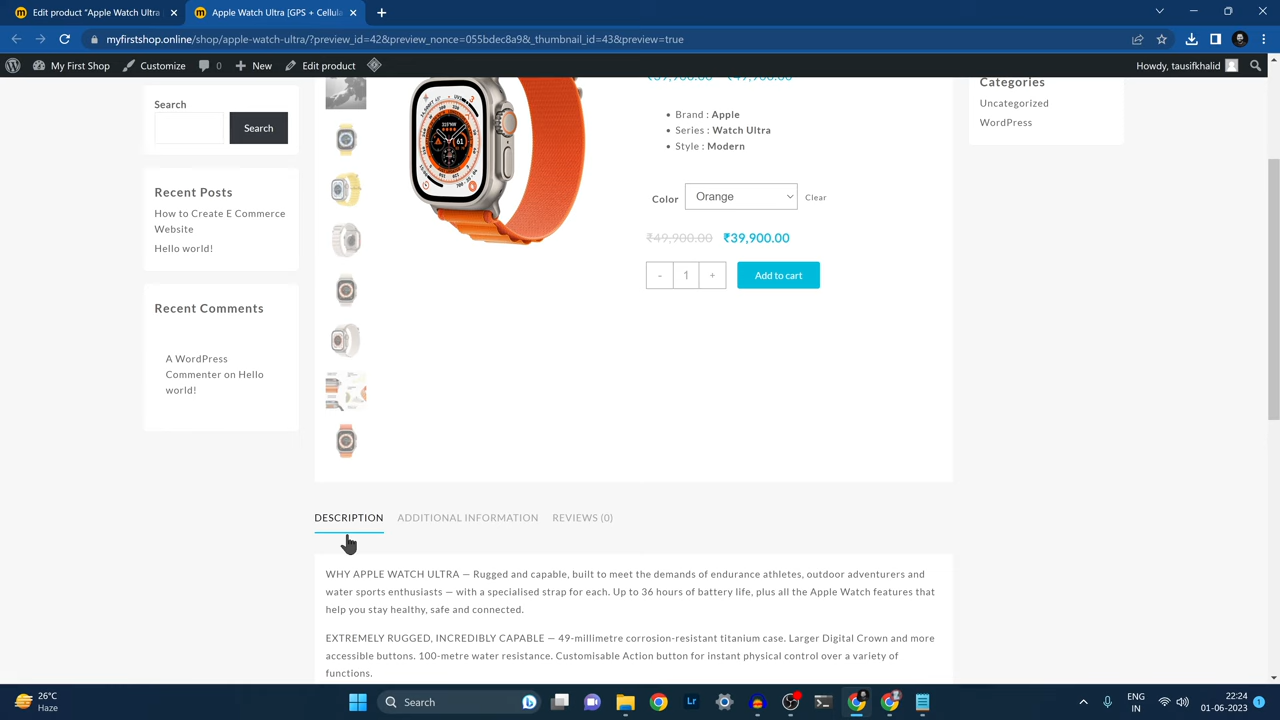 Edit product "Apple Watch Ultra
Apple Watch Ultra [GPS + Cellula
myfirstshop.online/shop/apple-watch-ultra/?preview_id=42&preview_nonce=055bdec8a9&_thumbnail_id=43&preview=true
My First Shop
Customize
0
New
Edit product
Howdy, tausifkhalid
Search
Search
Recent Posts
How to Create E Commerce
Website
Hello world!
Recent Comments
A WordPress
Commenter on Hello
world!
₹39,900.00 – ₹49,900.00
Brand : Apple
Series : Watch Ultra
Style : Modern
Color
Orange
Clear
₹49,900.00 ₹39,900.00
- 1 +
Add to cart
Categories
Uncategorized
WordPress
DESCRIPTION
ADDITIONAL INFORMATION
REVIEWS (0)
WHY APPLE WATCH ULTRA — Rugged and capable, built to meet the demands of endurance athletes, outdoor adventurers and
water sports enthusiasts — with a specialised strap for each. Up to 36 hours of battery life, plus all the Apple Watch features that
help you stay healthy, safe and connected.
EXTREMELY RUGGED, INCREDIBLY CAPABLE — 49-millimetre corrosion-resistant titanium case. Larger Digital Crown and more
accessible buttons. 100-metre water resistance. Customisable Action button for instant physical control over a variety of
functions.
26°C
Haze
Search
Lr
ENG
IN
22:24
01-06-2023
1